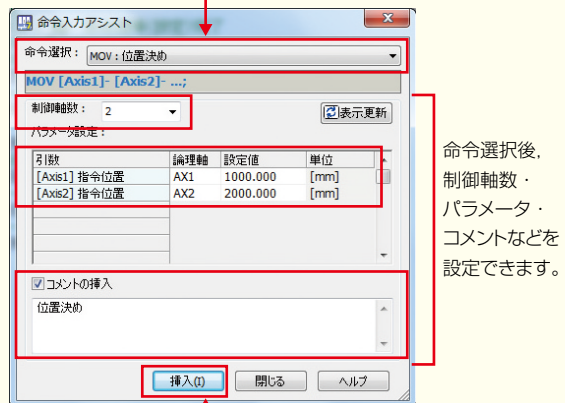 命令入力アシスト
命令選択： MOV : 位置決め
MOV [Axis1]- [Axis2]- ...;
制御軸数： 2 表示更新
パラメータ設定：
引数 論理軸 設定値 単位
[Axis1] 指令位置 AX1 1000.000 [mm]
[Axis2] 指令位置 AX2 2000.000 [mm]
コメントの挿入
位置決め
挿入(I) 閉じる ヘルプ
命令選択後,
制御軸数・
パラメータ・
コメントなどを
設定できます。